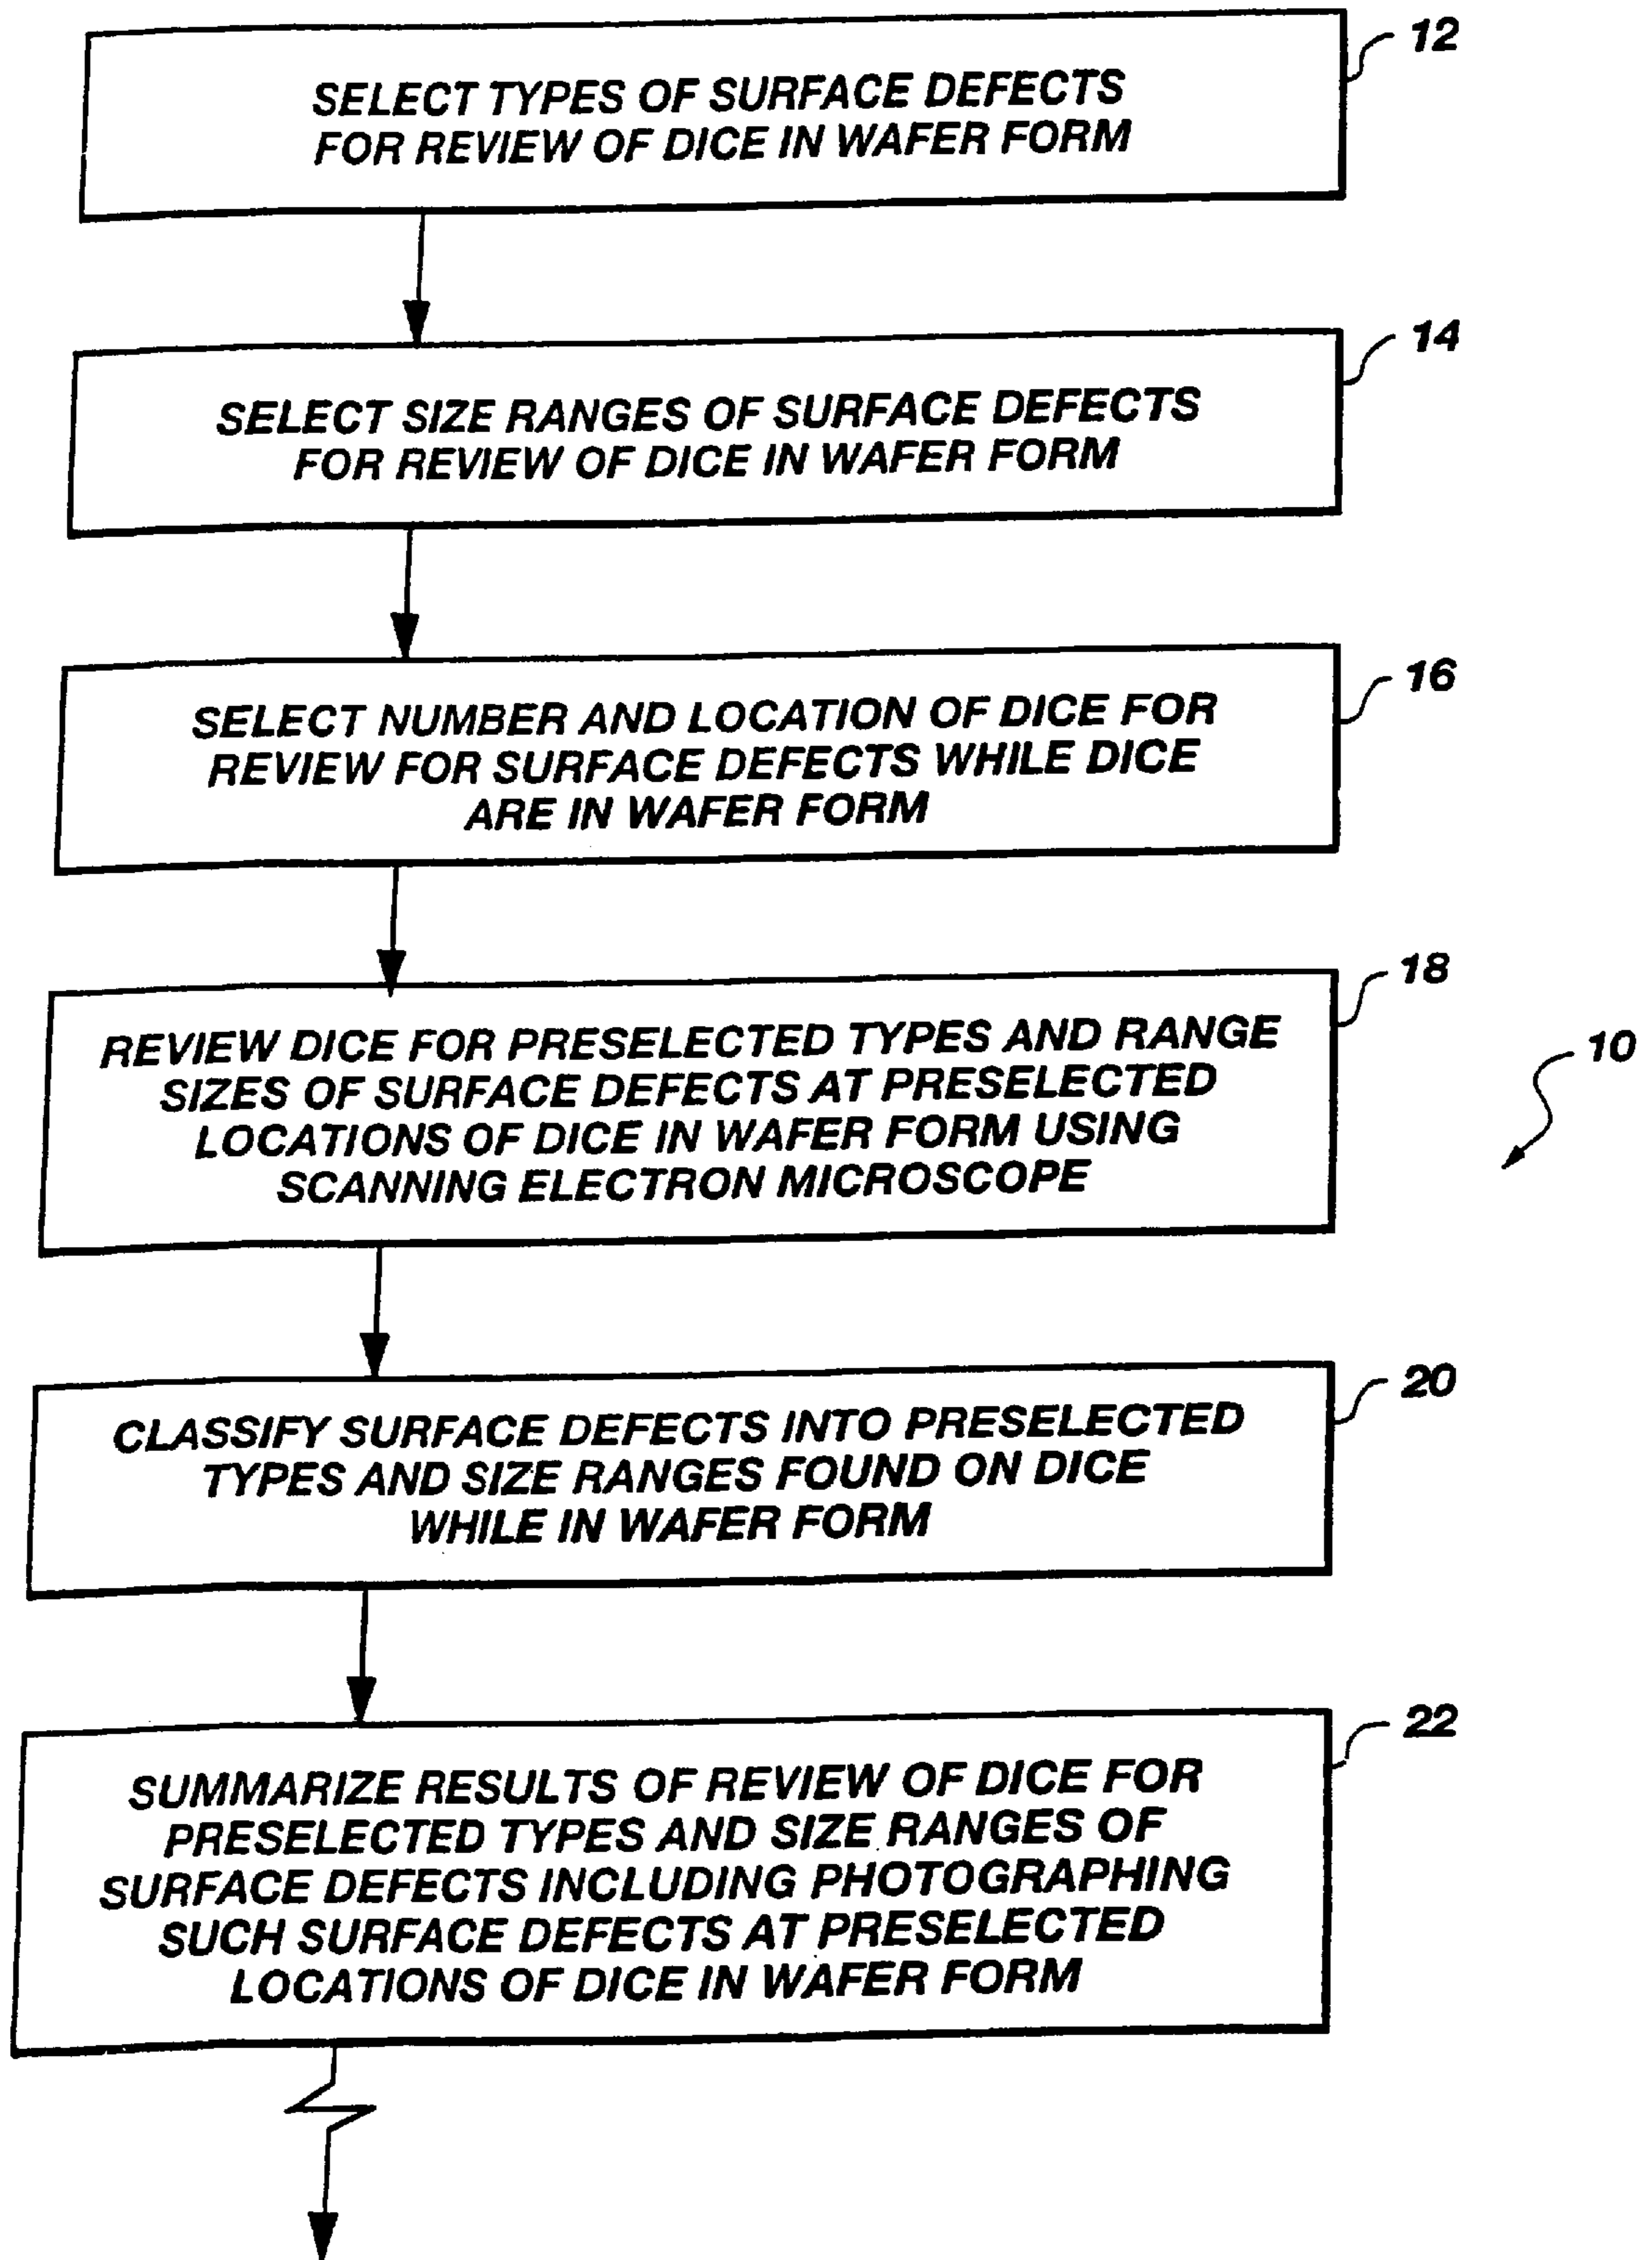 12
SELECT TYPES OF SURFACE DEFECTS
FOR REVIEW OF DICE IN WAFER FORM
14
SELECT SIZE RANGES OF SURFACE DEFECTS
FOR REVIEW OF DICE IN WAFER FORM
16
SELECT NUMBER AND LOCATION OF DICE FOR
REVIEW FOR SURFACE DEFECTS WHILE DICE
ARE IN WAFER FORM
18
REVIEW DICE FOR PRESELECTED TYPES AND RANGE
SIZES OF SURFACE DEFECTS AT PRESELECTED
LOCATIONS OF DICE IN WAFER FORM USING
SCANNING ELECTRON MICROSCOPE
10
20
CLASSIFY SURFACE DEFECTS INTO PRESELECTED
TYPES AND SIZE RANGES FOUND ON DICE
WHILE IN WAFER FORM
22
SUMMARIZE RESULTS OF REVIEW OF DICE FOR
PRESELECTED TYPES AND SIZE RANGES OF
SURFACE DEFECTS INCLUDING PHOTOGRAPHING
SUCH SURFACE DEFECTS AT PRESELECTED
LOCATIONS OF DICE IN WAFER FORM